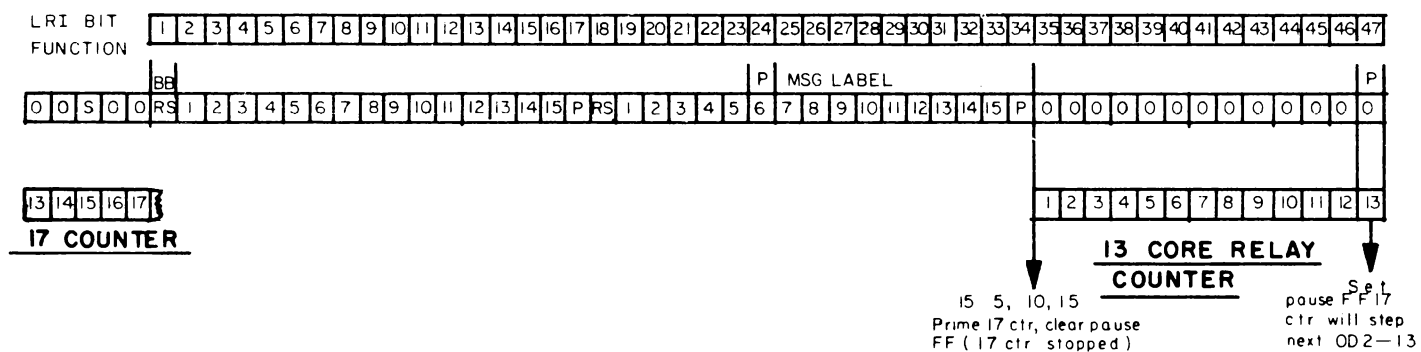 LRI BIT 1 2 3 4 5 6 7 8 9 10 11 12 13 14 15 16 17 18 19 20 21 22 23 24 25 26 27 28 29 30 31 32 33 34 35 36 37 38 39 40 41 42 43 44 45 46 47
FUNCTION
BB P MSG LABEL P
0 0 S 0 0 RS 1 2 3 4 5 6 7 8 9 10 11 12 13 14 15 P RS 1 2 3 4 5 6 7 8 9 10 11 12 13 14 15 P 0 0 0 0 0 0 0 0 0 0 0 0 0
13 14 15 16 17 1 2 3 4 5 6 7 8 9 10 11 12 13
17 COUNTER
13 CORE RELAY
COUNTER
15 5, 10, 15
Prime 17 ctr, clear pause
FF (17 ctr stopped)
Set
pause FF 17
ctr will step
next OD2-13